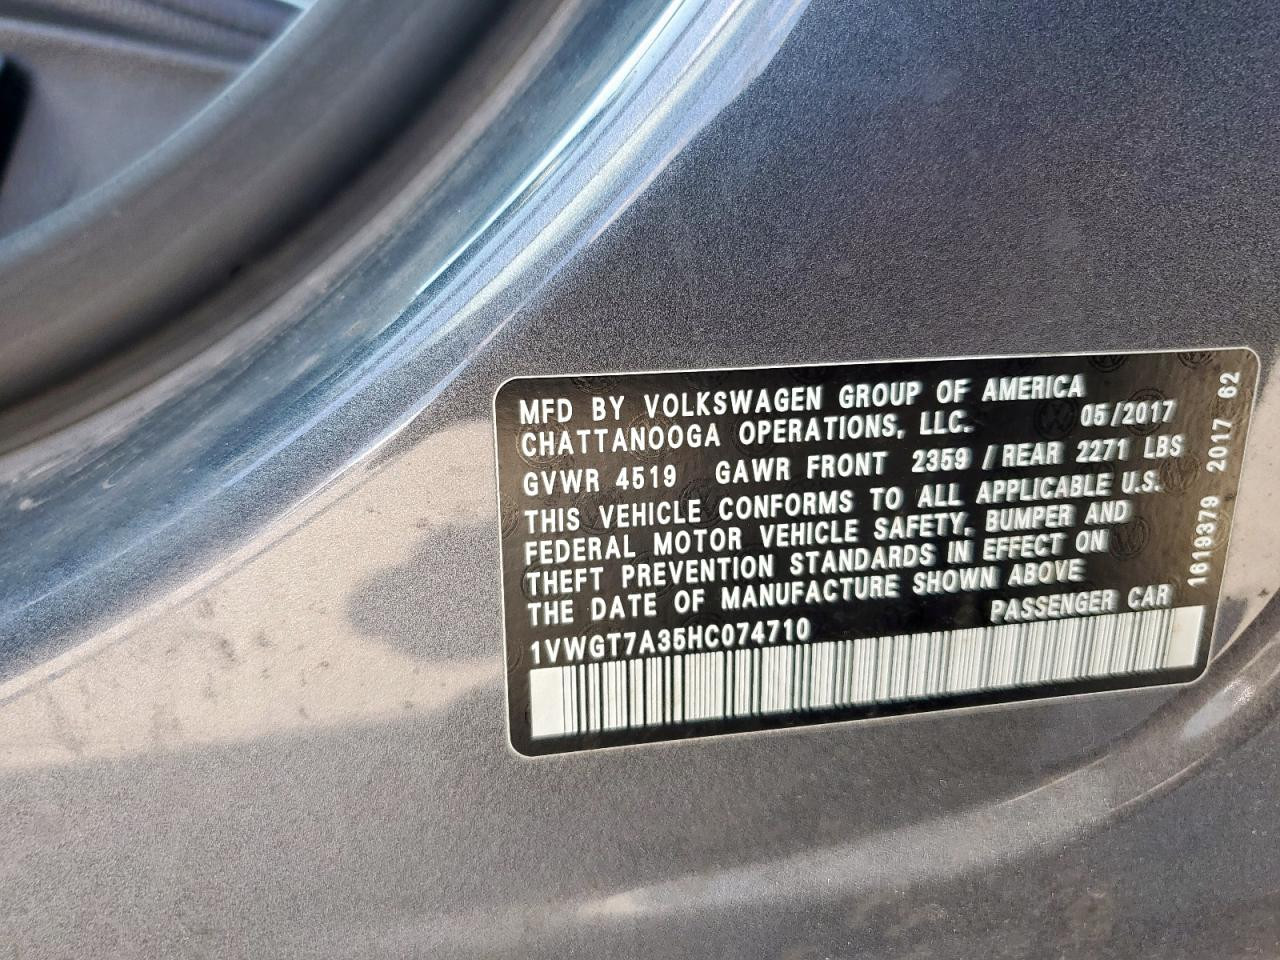 MFD BY VOLKSWAGEN GROUP OF AMERICA
CHATTANOOGA OPERATIONS, LLC. 05/2017
GVWR 4519 GAWR FRONT 2359 / REAR 2271 LBS
THIS VEHICLE CONFORMS TO ALL APPLICABLE U.S.
FEDERAL MOTOR VEHICLE SAFETY, BUMPER AND
THEFT PREVENTION STANDARDS IN EFFECT ON
THE DATE OF MANUFACTURE SHOWN ABOVE
1VWGT7A35HC074710 PASSENGER CAR
1619379 2017 62